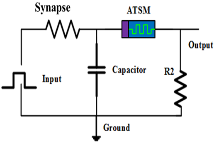 Synapse
ATSM
Output
Input
Capacitor
R2
Ground